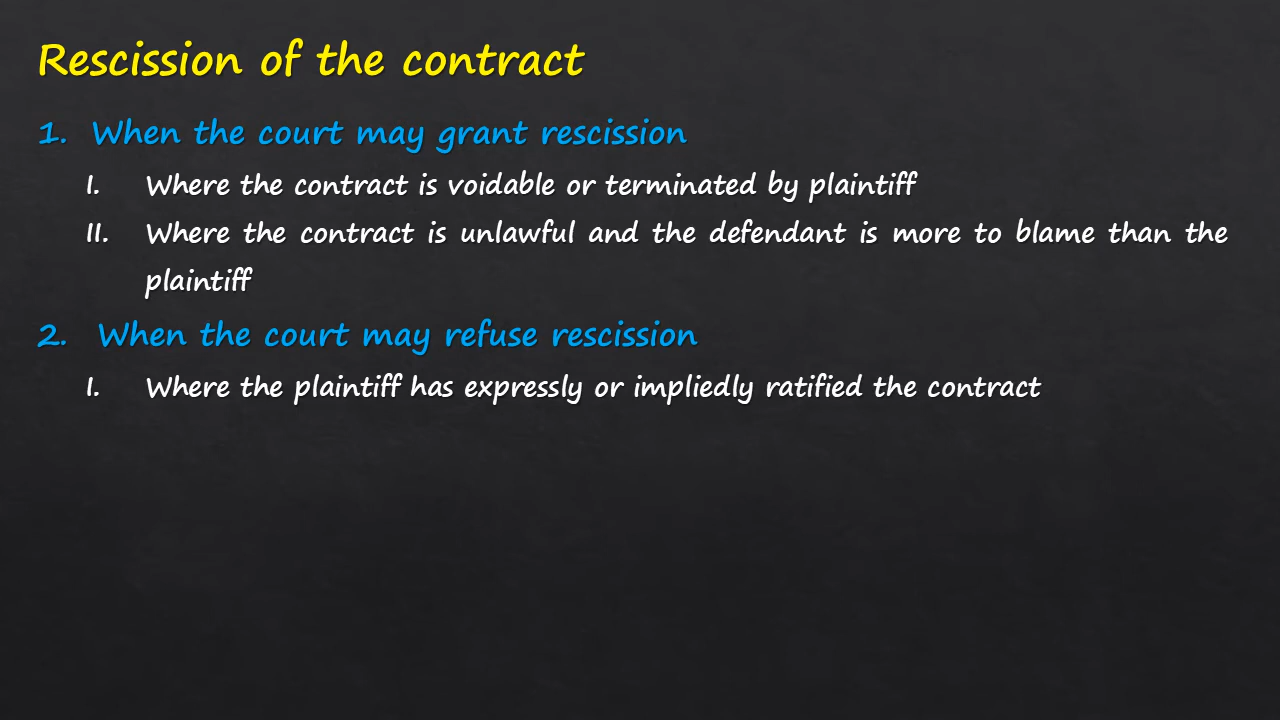 Rescission of the contract
1. When the court may grant rescission
I. Where the contract is voidable or terminated by plaintiff
II. Where the contract is unlawful and the defendant is more to blame than the
plaintiff
2. When the court may refuse rescission
I. Where the plaintiff has expressly or impliedly ratified the contract